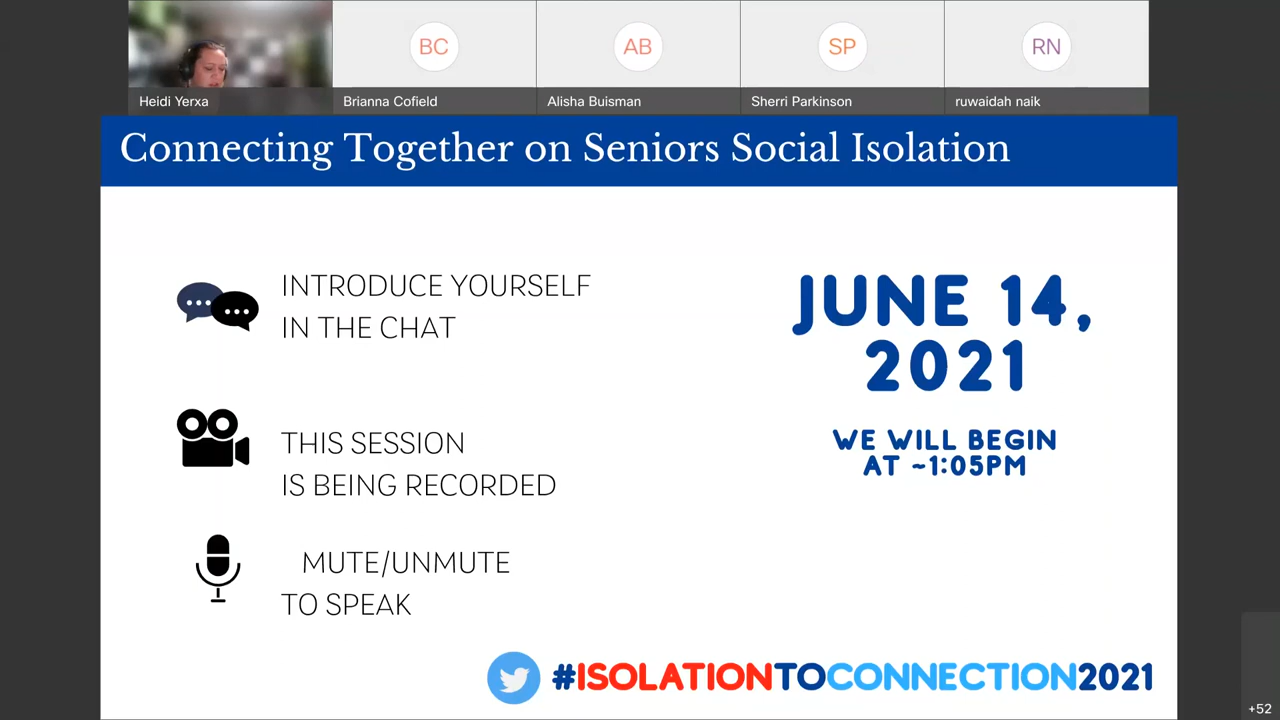 BC
AB
SP
RN
Heidi Yerxa
Brianna Cofield
Alisha Buisman
Sherri Parkinson
ruwaidah naik
Connecting Together on Seniors Social Isolation
INTRODUCE YOURSELF
IN THE CHAT
THIS SESSION
IS BEING RECORDED
MUTE/UNMUTE
TO SPEAK
JUNE 14,
2021
WE WILL BEGIN
AT ~1:05PM
#ISOLATIONTOCONNECTION2021
+52